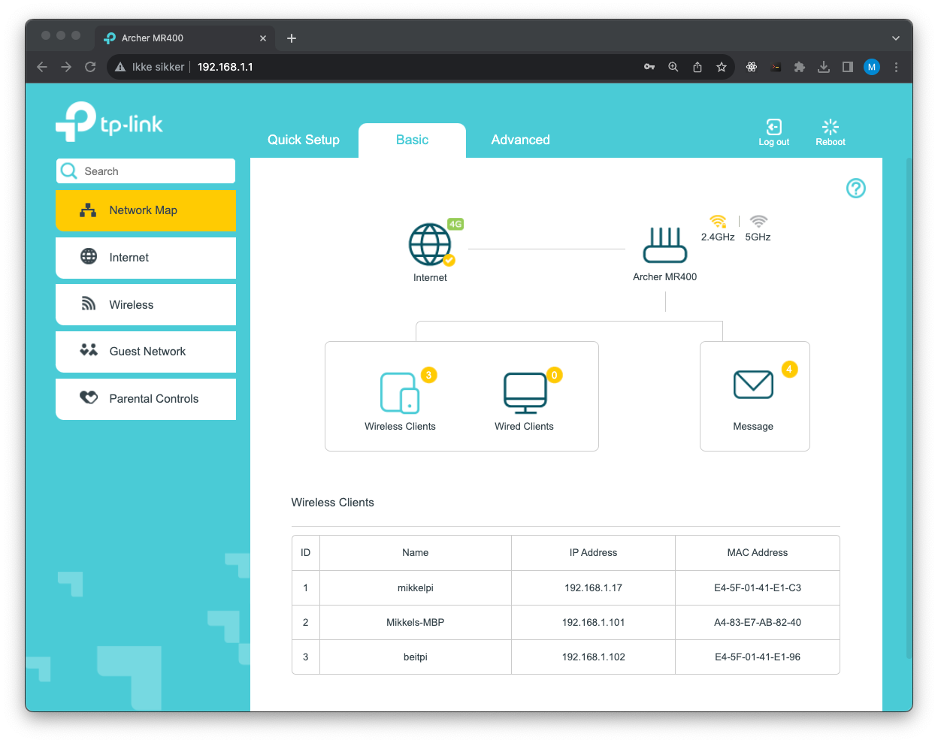 Archer MR400
Ikke sikker 192.168.1.1
M
tp-link
Quick Setup Basic Advanced
Log out Reboot
Search
Network Map
Internet
Wireless
Guest Network
Parental Controls
4G
Internet
2.4GHz 5GHz
Archer MR400
3 0 4
Wireless Clients Wired Clients Message
Wireless Clients
ID Name IP Address MAC Address
1 mikkelpi 192.168.1.17 E4-5F-01-41-E1-C3
2 Mikkels-MBP 192.168.1.101 A4-83-E7-AB-82-40
3 beitpi 192.168.1.102 E4-5F-01-41-E1-96